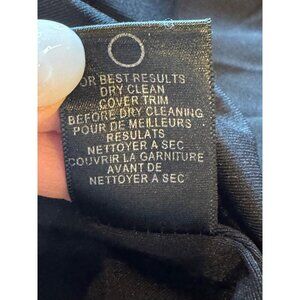 OR BEST RESULTS
DRY CLEAN
COVER TRIM
BEFORE DRY CLEANING
POUR DE MEILLEURS
RESULATS
NETTOYER A SEC
COUVRIR LA GARNITURE
AVANT DE
NETTOYER A SEC